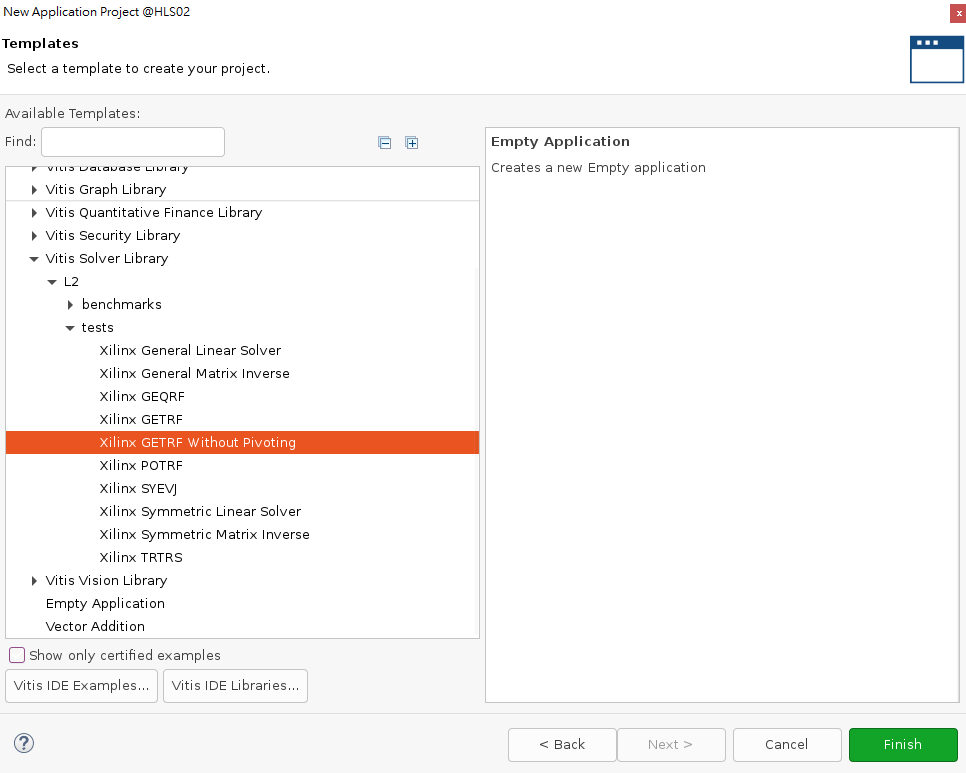 New Application Project @HLS02
x
Templates
Select a template to create your project.
Available Templates:
Find:
Vitis Database Library
Vitis Graph Library
Vitis Quantitative Finance Library
Vitis Security Library
Vitis Solver Library
L2
benchmarks
tests
Xilinx General Linear Solver
Xilinx General Matrix Inverse
Xilinx GEQRF
Xilinx GETRF
Xilinx GETRF Without Pivoting
Xilinx POTRF
Xilinx SYEVJ
Xilinx Symmetric Linear Solver
Xilinx Symmetric Matrix Inverse
Xilinx TRTRS
Vitis Vision Library
Empty Application
Vector Addition
Show only certified examples
Vitis IDE Examples... Vitis IDE Libraries...
Empty Application
Creates a new Empty application
? < Back Next > Cancel Finish